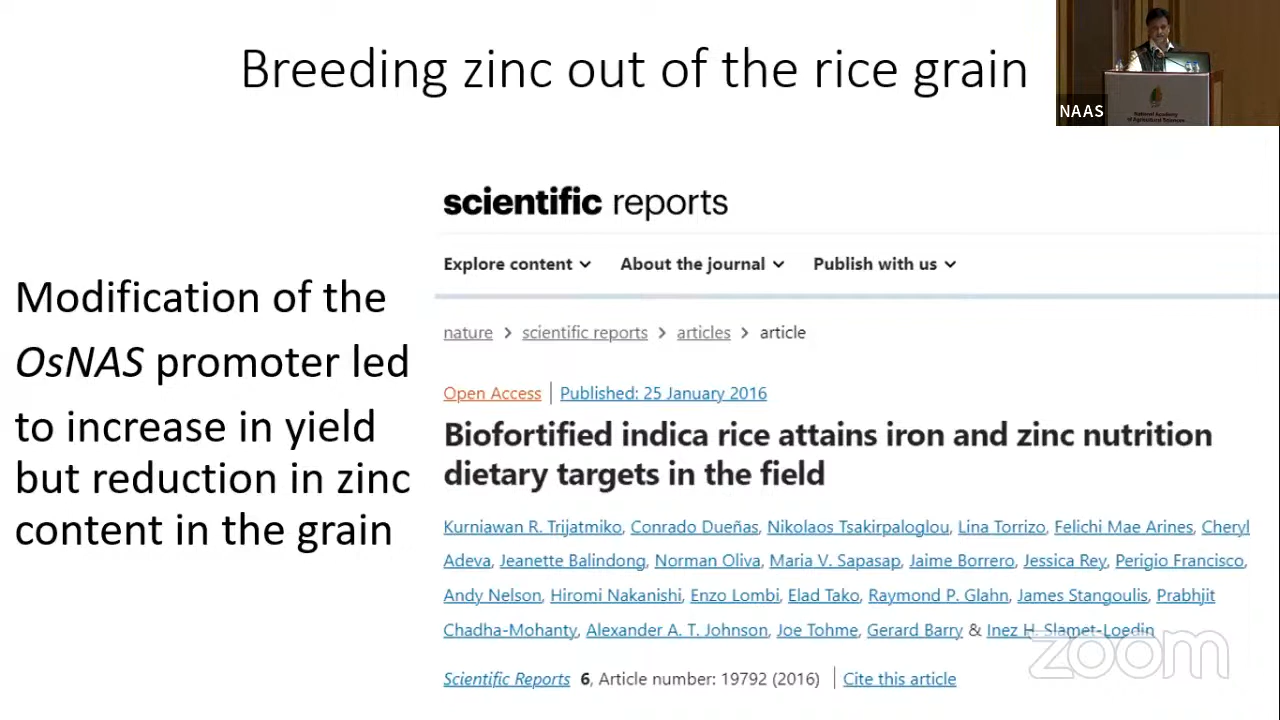 Breeding zinc out of the rice grain
NAAS
National Academy
of Agricultural Sciences
scientific reports
Explore content
About the journal
Publish with us
nature > scientific reports > articles > article
Open Access | Published: 25 January 2016
Biofortified indica rice attains iron and zinc nutrition
dietary targets in the field
Kurniawan R. Trijatmiko, Conrado Dueñas, Nikolaos Tsakirpaloglou, Lina Torrizo, Felichi Mae Arines, Cheryl
Adeva, Jeanette Balindong, Norman Oliva, Maria V. Sapasap, Jaime Borrero, Jessica Rey, Perigio Francisco,
Andy Nelson, Hiromi Nakanishi, Enzo Lombi, Elad Tako, Raymond P. Glahn, James Stangoulis, Prabhjit
Chadha-Mohanty, Alexander A. T. Johnson, Joe Tohme, Gerard Barry & Inez H. Slamet-Loedin
Scientific Reports 6, Article number: 19792 (2016) | Cite this article
Modification of the
OsNAS promoter led
to increase in yield
but reduction in zinc
content in the grain
zoom